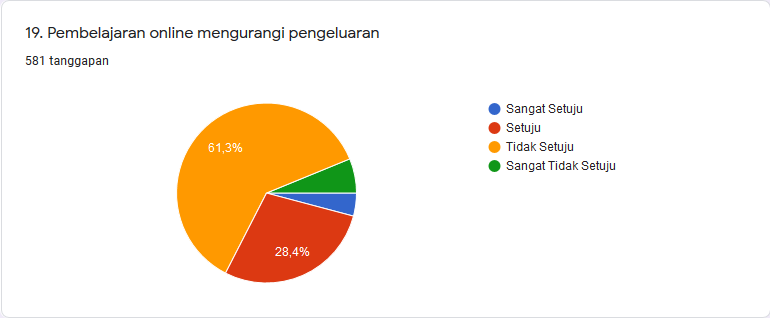 19. Pembelajaran online mengurangi pengeluaran
581 tanggapan
61,3%
28,4%
Sangat Setuju
Setuju
Tidak Setuju
Sangat Tidak Setuju